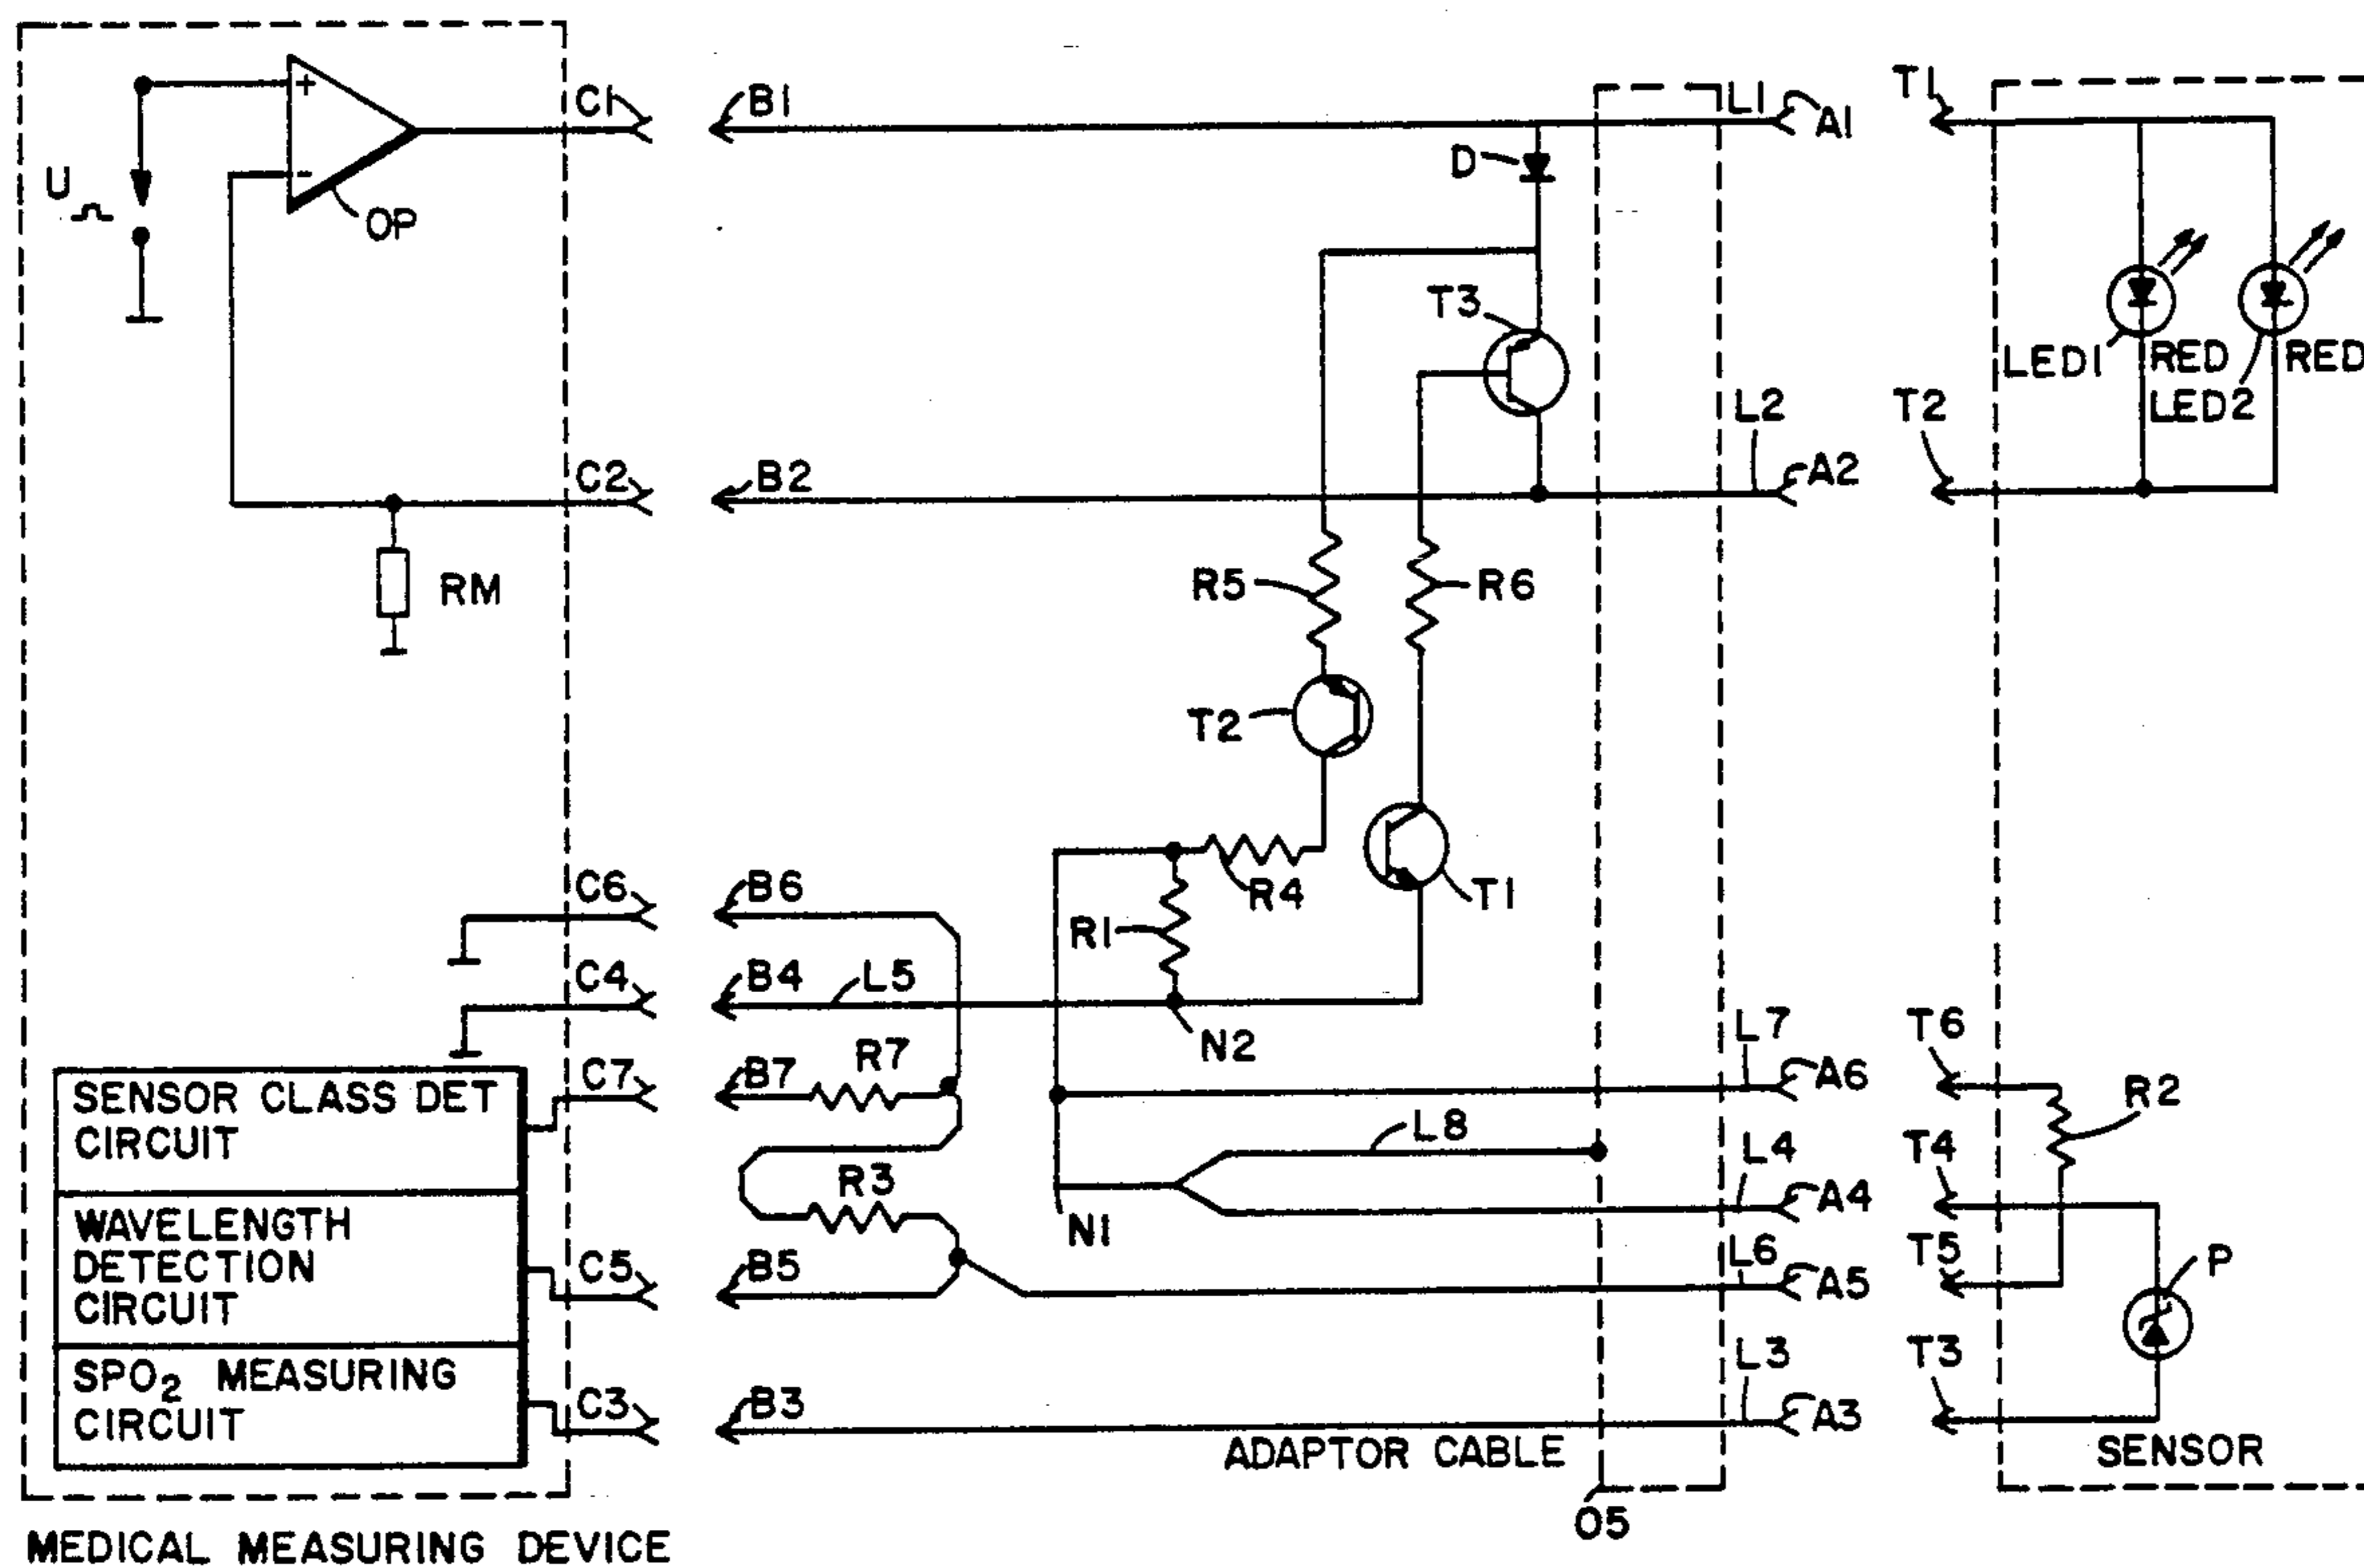 C1
B1
L1
A1
T1
+
-
U
OP
D
T3
LED1
RED
LED2
RED
C2
B2
L2
A2
T2
RM
R5
R6
T2
R4
T1
R1
C6
B6
C4
B4
L5
N2
L7
A6
T6
R2
SENSOR CLASS DET
CIRCUIT
C7
B7
R7
L8
L4
A4
T4
WAVELENGTH
DETECTION
CIRCUIT
R3
N1
C5
B5
L6
A5
T5
P
SPO2 MEASURING
CIRCUIT
C3
B3
L3
A3
T3
ADAPTOR CABLE
SENSOR
05
MEDICAL MEASURING DEVICE